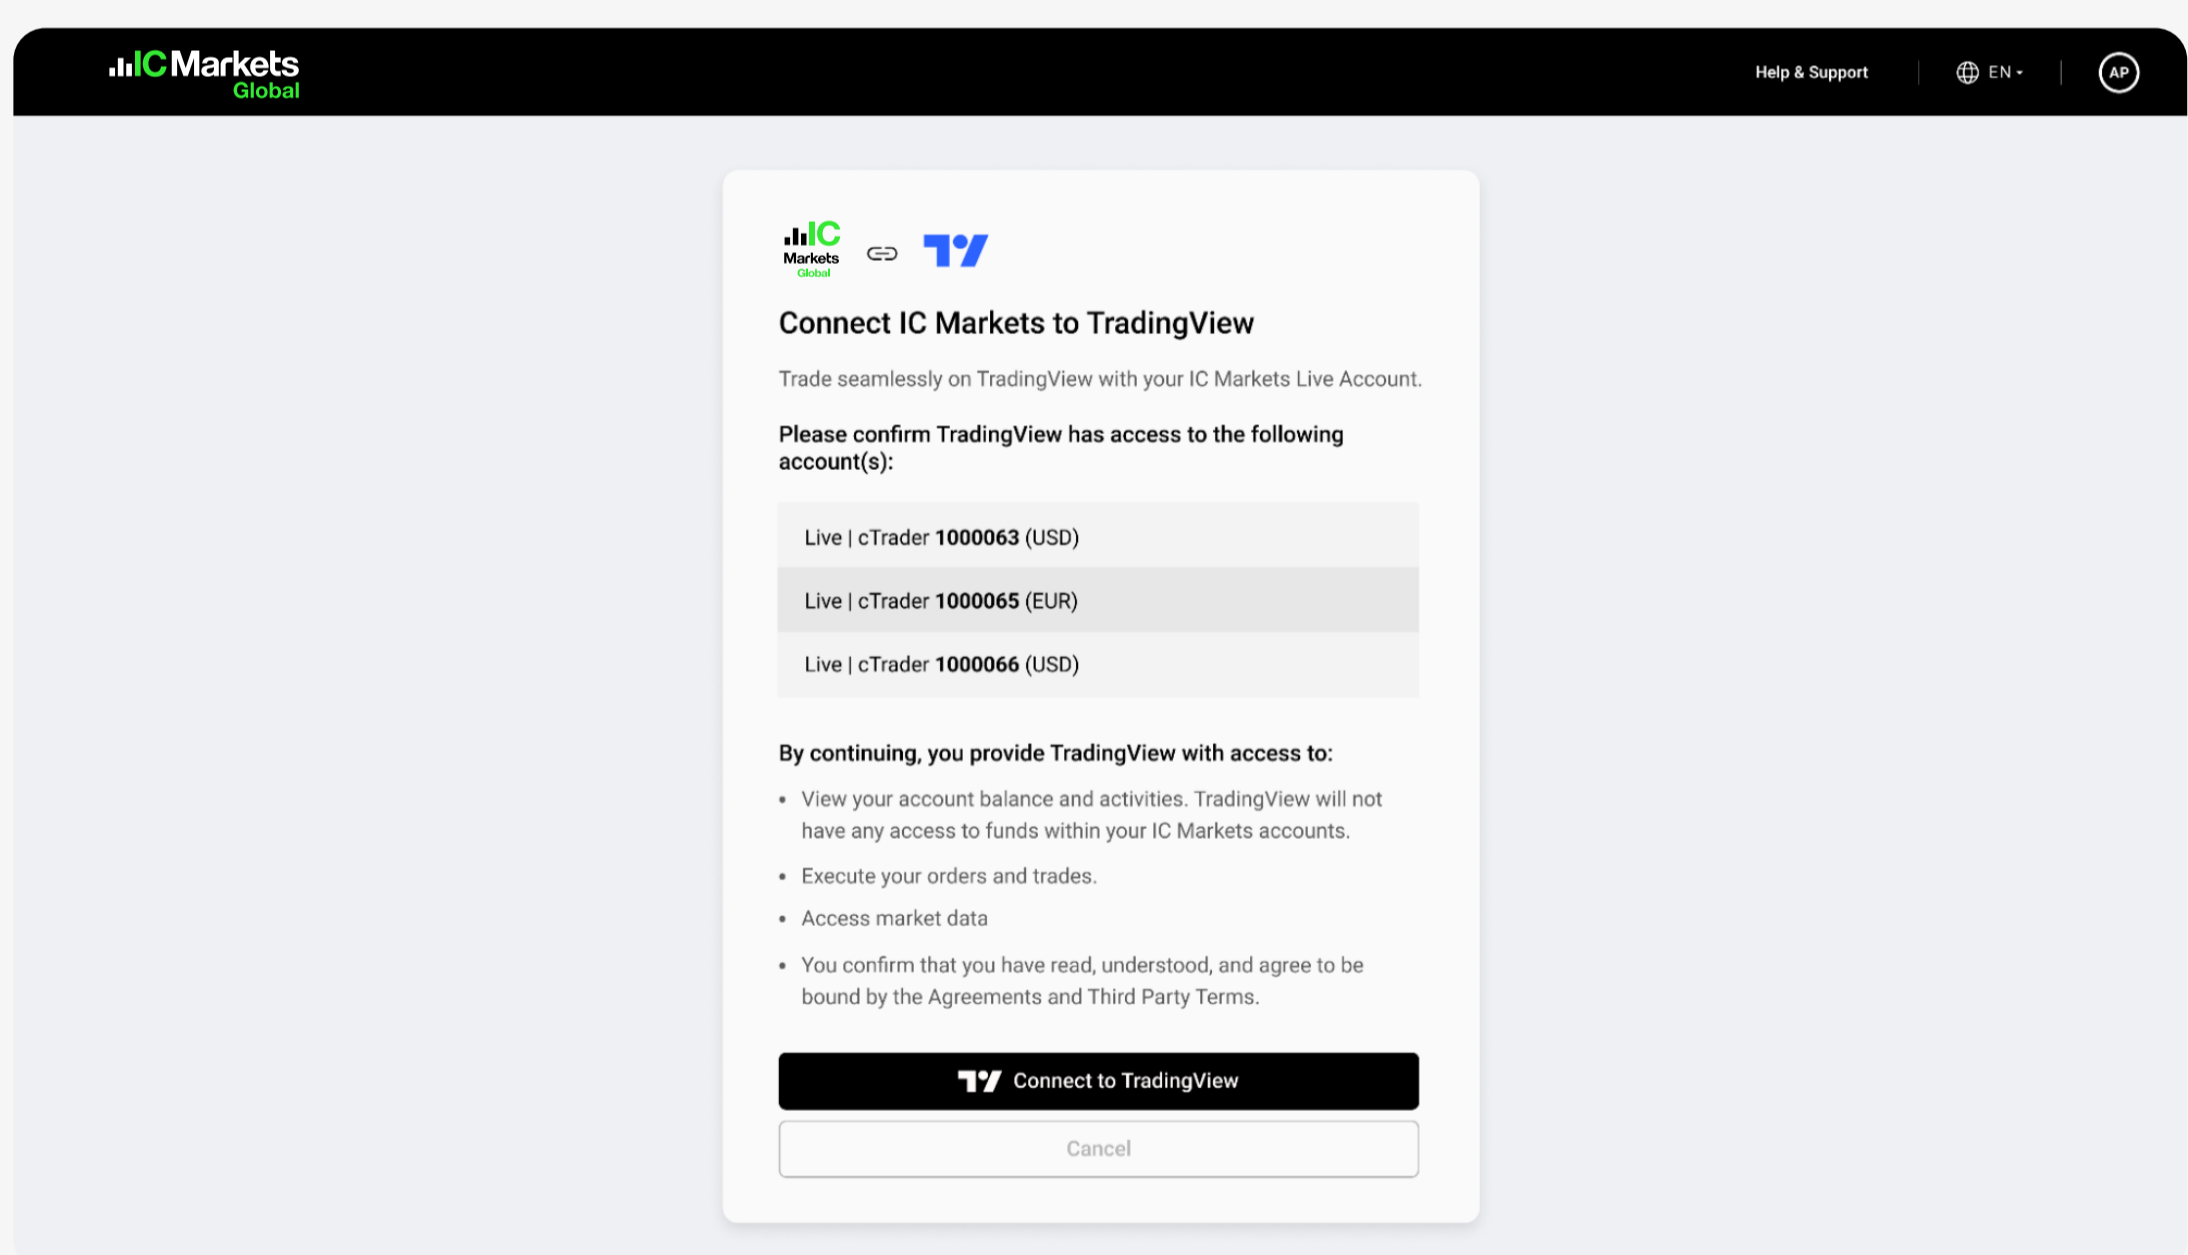 IC Markets
Global
Help & Support
EN
AP
IC
Markets
Global
Connect IC Markets to TradingView
Trade seamlessly on TradingView with your IC Markets Live Account.
Please confirm TradingView has access to the following
account(s):
Live | cTrader 1000063 (USD)
Live | cTrader 1000065 (EUR)
Live | cTrader 1000066 (USD)
By continuing, you provide TradingView with access to:
• View your account balance and activities. TradingView will not
have any access to funds within your IC Markets accounts.
• Execute your orders and trades.
• Access market data
• You confirm that you have read, understood, and agree to be
bound by the Agreements and Third Party Terms.
Connect to TradingView
Cancel